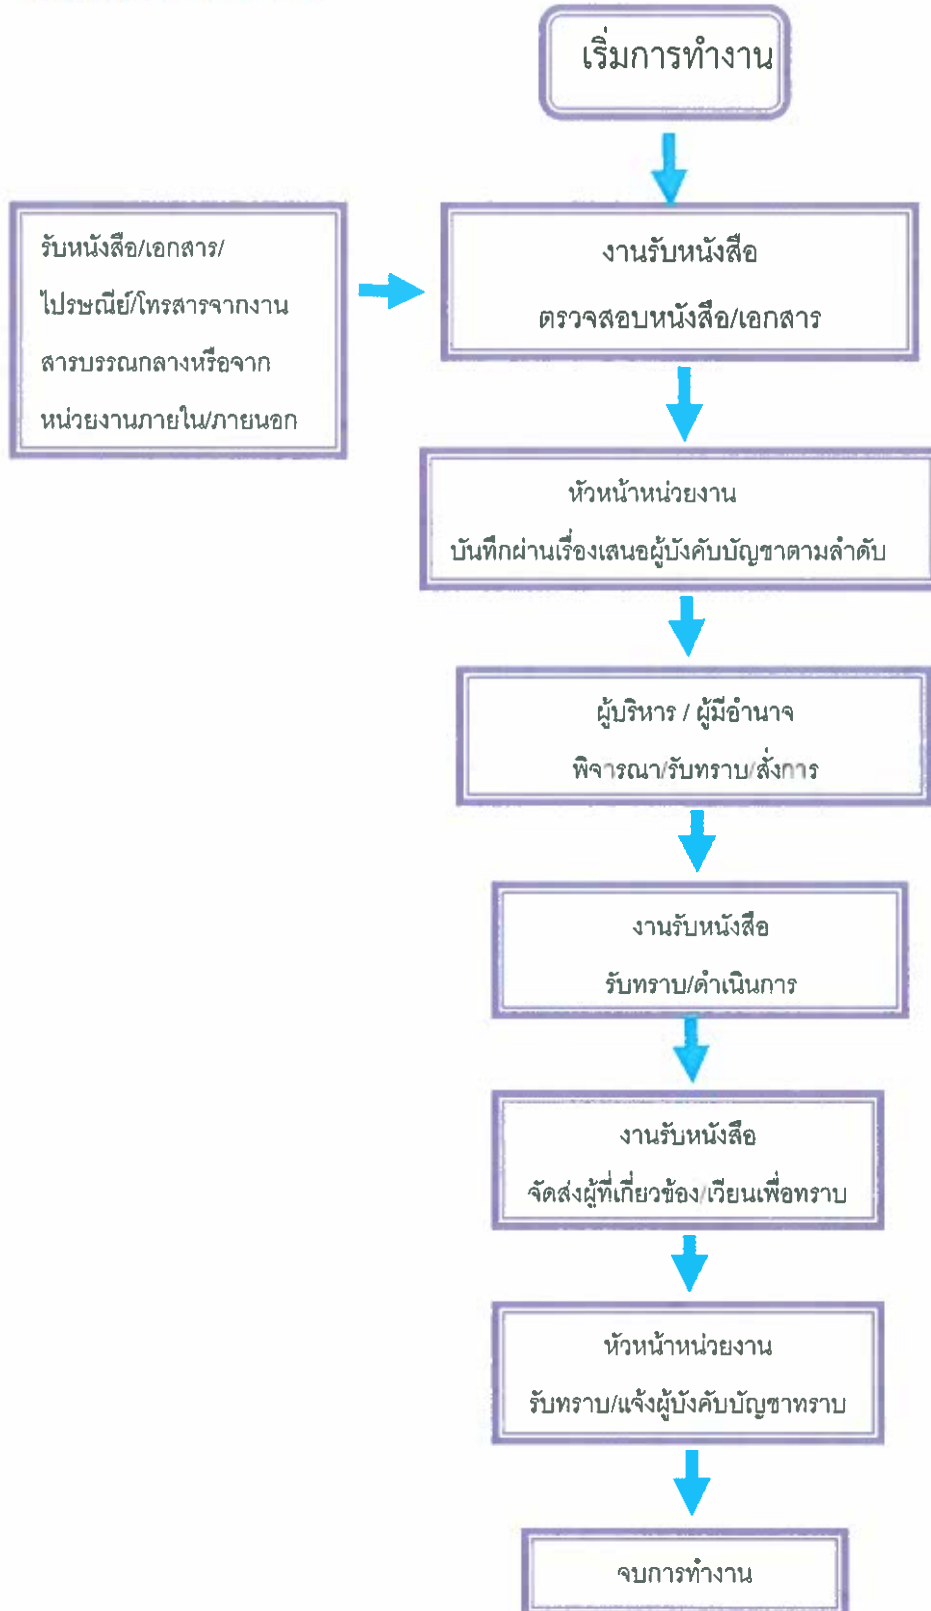 เริ่มการทำงาน
รับหนังสือ/เอกสาร/
ไปรษณีย์/โทรสารจากงาน
สารบรรณกลางหรือจาก
หน่วยงานภายใน/ภายนอก
งานรับหนังสือ
ตรวจสอบหนังสือ/เอกสาร
หัวหน้าหน่วยงาน
บันทึกผ่านเรื่องเสนอผู้บังคับบัญชาตามลำดับ
ผู้บริหาร / ผู้มีอำนาจ
พิจารณา/รับทราบ/สั่งการ
งานรับหนังสือ
รับทราบ/ดำเนินการ
งานรับหนังสือ
จัดส่งผู้ที่เกี่ยวข้อง/เวียนเพื่อทราบ
หัวหน้าหน่วยงาน
รับทราบ/แจ้งผู้บังคับบัญชาทราบ
จบการทำงาน